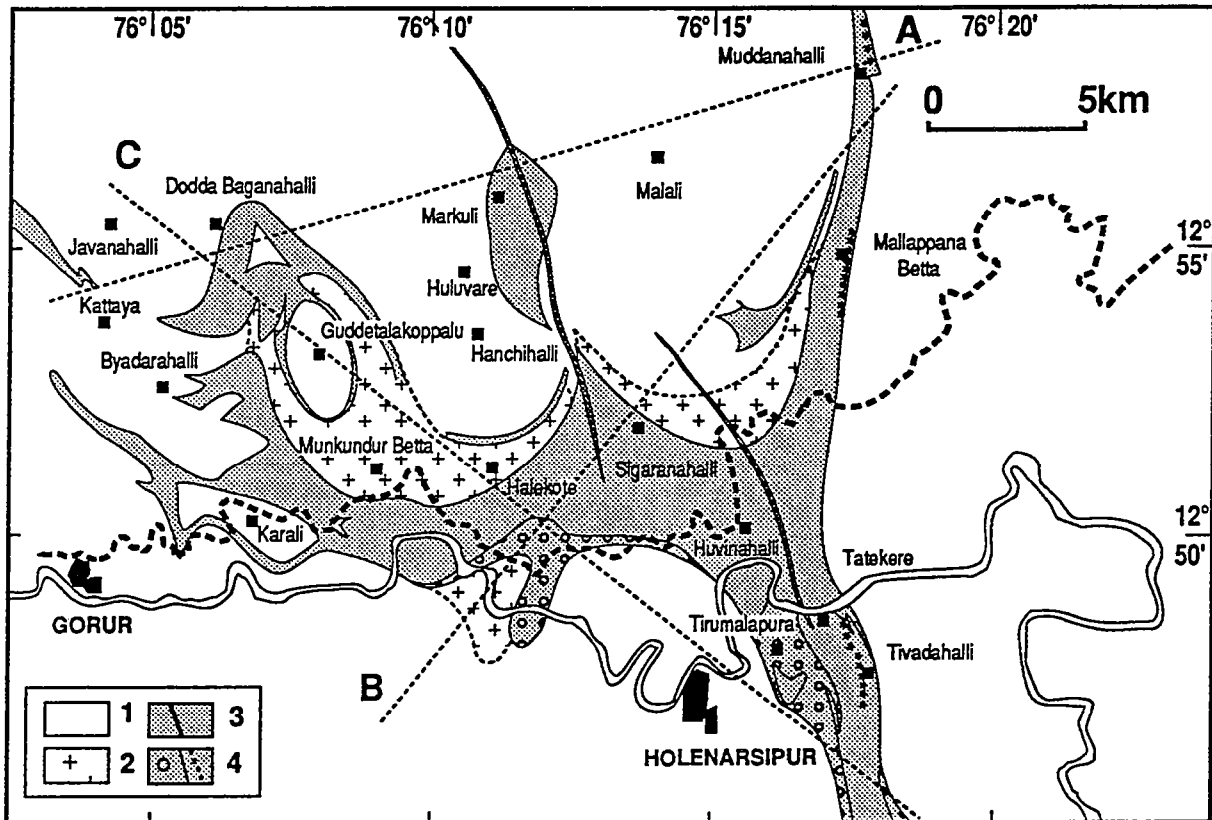 76° 05'
76° 10'
76° 15'
76° 20'
A
Muddanahalli
0 5km
C
Dodda Baganahalli
Malali
Markuli
Javanahalli
Mallappana
Betta
12°
55'
Kattaya
Huluvare
Guddetalakoppalu
Hanchihalli
Byadarahalli
Munkundur Betta
Halekote
Sigaranahalli
Karali
Huvinahalli
12°
50'
Tatekere
GORUR
Tirumalapura
Tivadahalli
B
HOLENARSIPUR
1
3
2
4